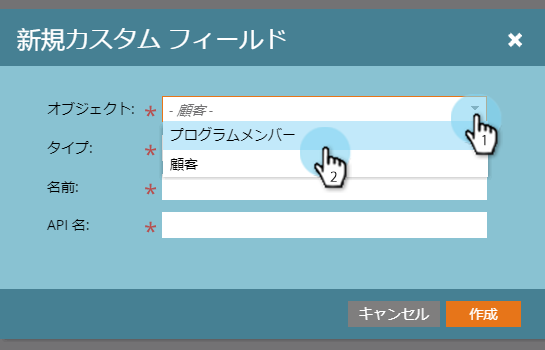 新規カスタム フィールド
オブジェクト: * - 顧客 -
プログラムメンバー
1
タイプ: *
顧客
2
名前: *
API 名: *
キャンセル 作成